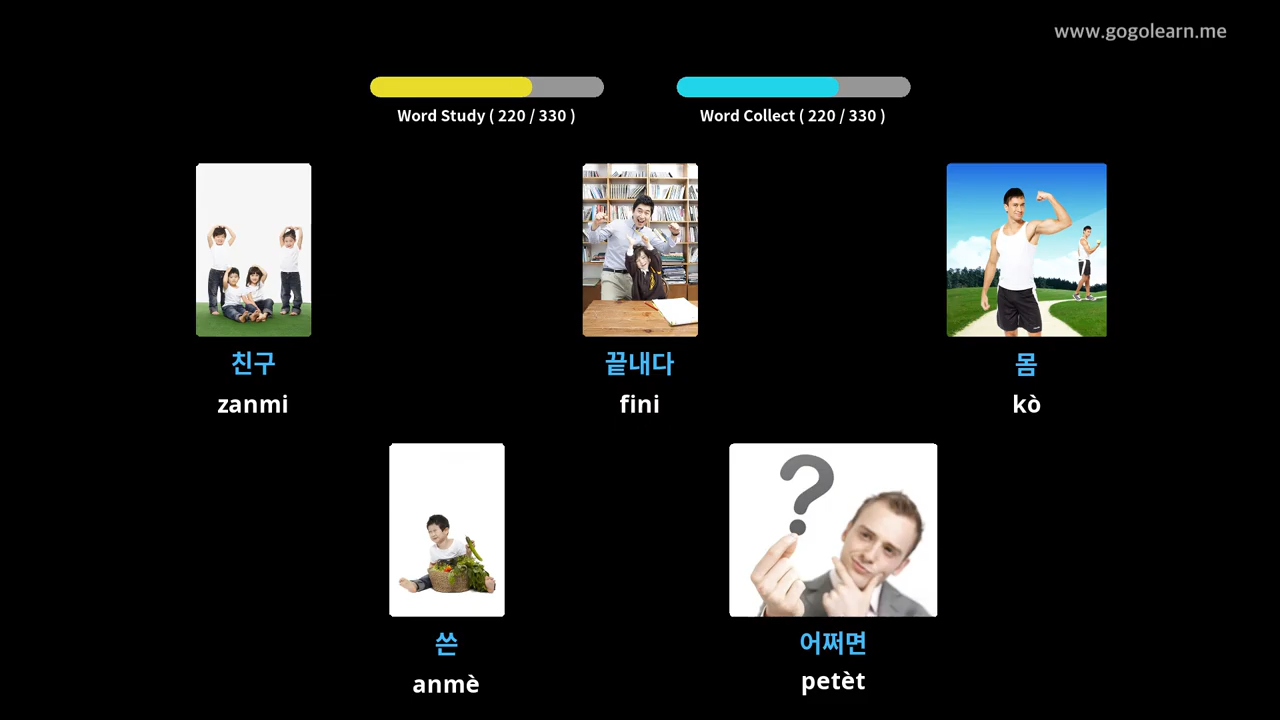 www.gogolearn.me
Word Study ( 220 / 330 )
Word Collect ( 220 / 330 )
친구
zanmi
끝내다
fini
몸
kò
쓴
anmè
어쩌면
petèt